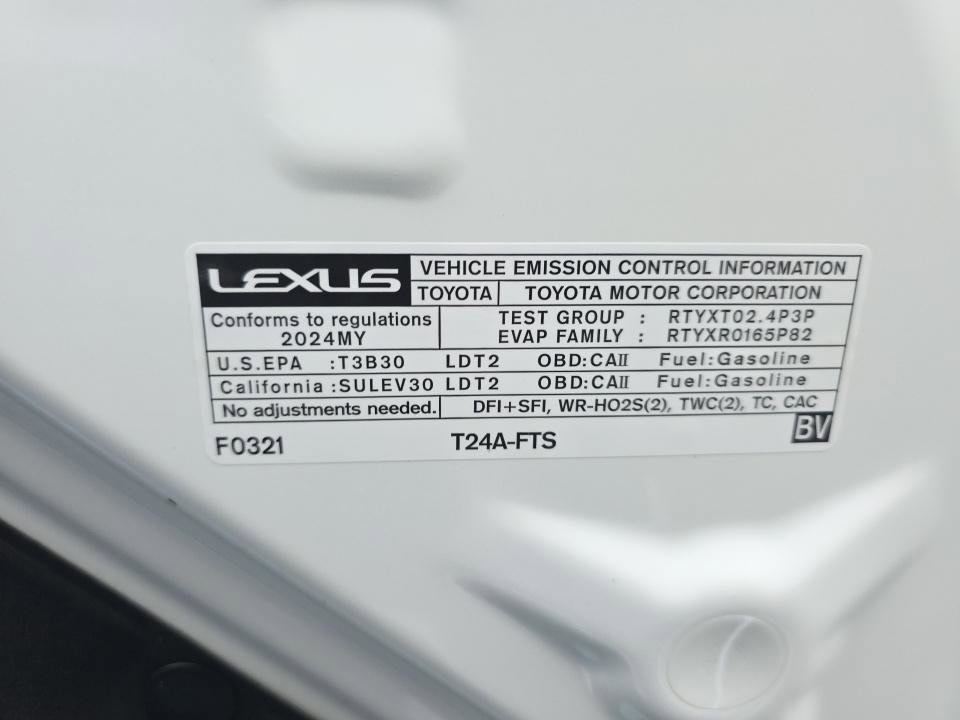 LEXUS VEHICLE EMISSION CONTROL INFORMATION
TOYOTA TOYOTA MOTOR CORPORATION
Conforms to regulations TEST GROUP : RTYXT02.4P3P
2024MY EVAP FAMILY : RTYXR0165P82
U.S.EPA :T3B30 LDT2 OBD:CAII Fuel:Gasoline
California :SULEV30 LDT2 OBD:CAII Fuel:Gasoline
No adjustments needed. DFI+SFI, WR-HO2S(2), TWC(2), TC, CAC
F0321 T24A-FTS BV